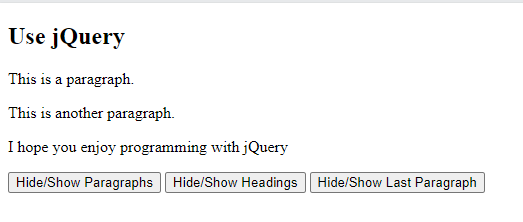 Use jQuery
This is a paragraph.
This is another paragraph.
I hope you enjoy programming with jQuery
Hide/Show Paragraphs Hide/Show Headings Hide/Show Last Paragraph